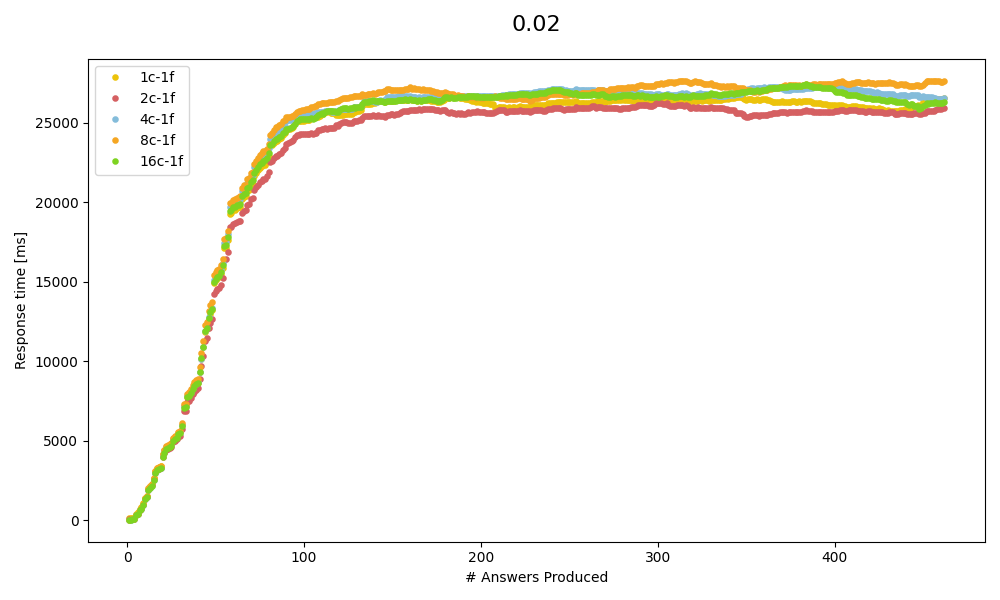 0.02
1c-1f
2c-1f
4c-1f
8c-1f
16c-1f
Response time [ms]
25000
20000
15000
10000
5000
0
0 100 200 300 400
# Answers Produced